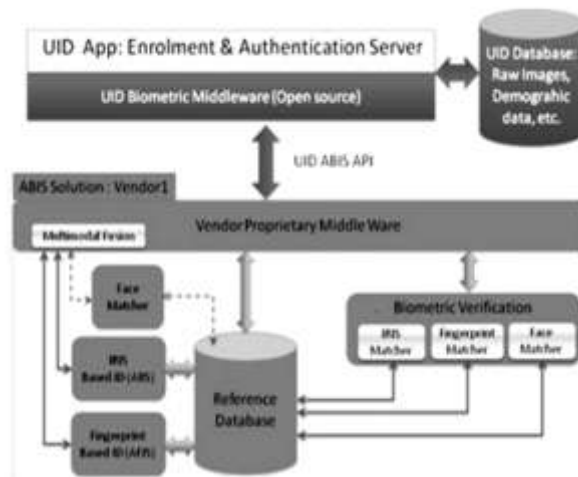 UID App: Enrolment & Authentication Server
UID Biometric Middleware (Open source)
UID Database:
Raw Images,
Demograhic
data, etc.
UID ABIS API
ABIS Solution : Vendor1
Vendor Proprietary Middle Ware
Multimodal Fusion
Face
Matcher
Biometric Verification
IRIS
Matcher
Fingerprint
Matcher
Face
Matcher
IRIS
Based ID (ABIS)
Reference
Database
Fingerprint
Based ID (AFIS)